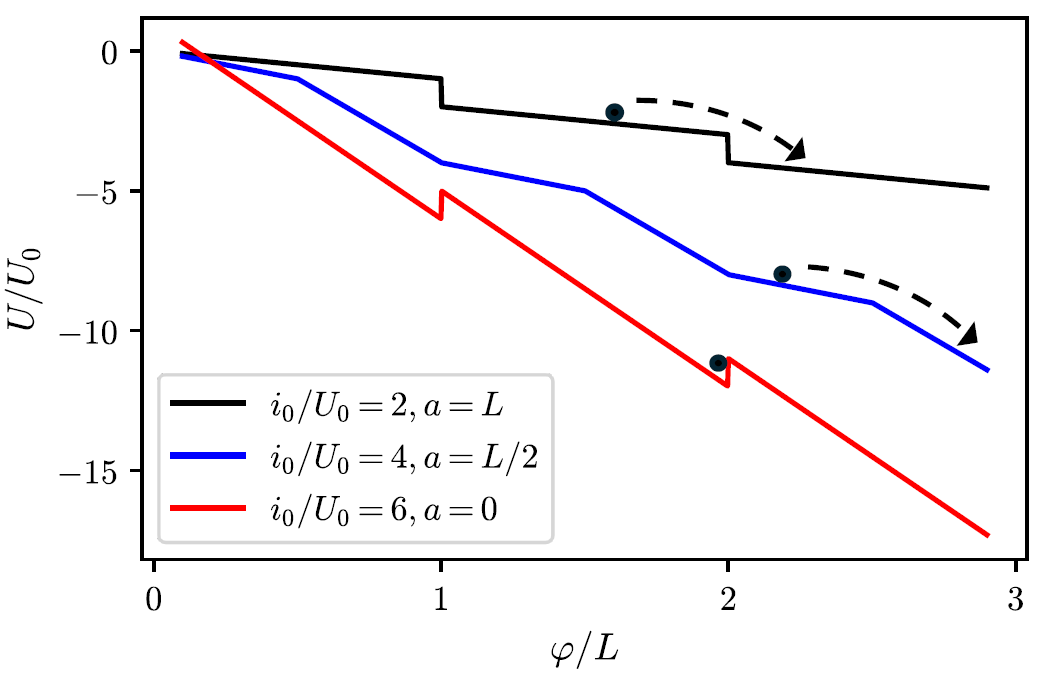 U/U₀
0
−5
−10
−15
i₀/U₀ = 2, a = L
i₀/U₀ = 4, a = L/2
i₀/U₀ = 6, a = 0
0 1 2 3
φ/L